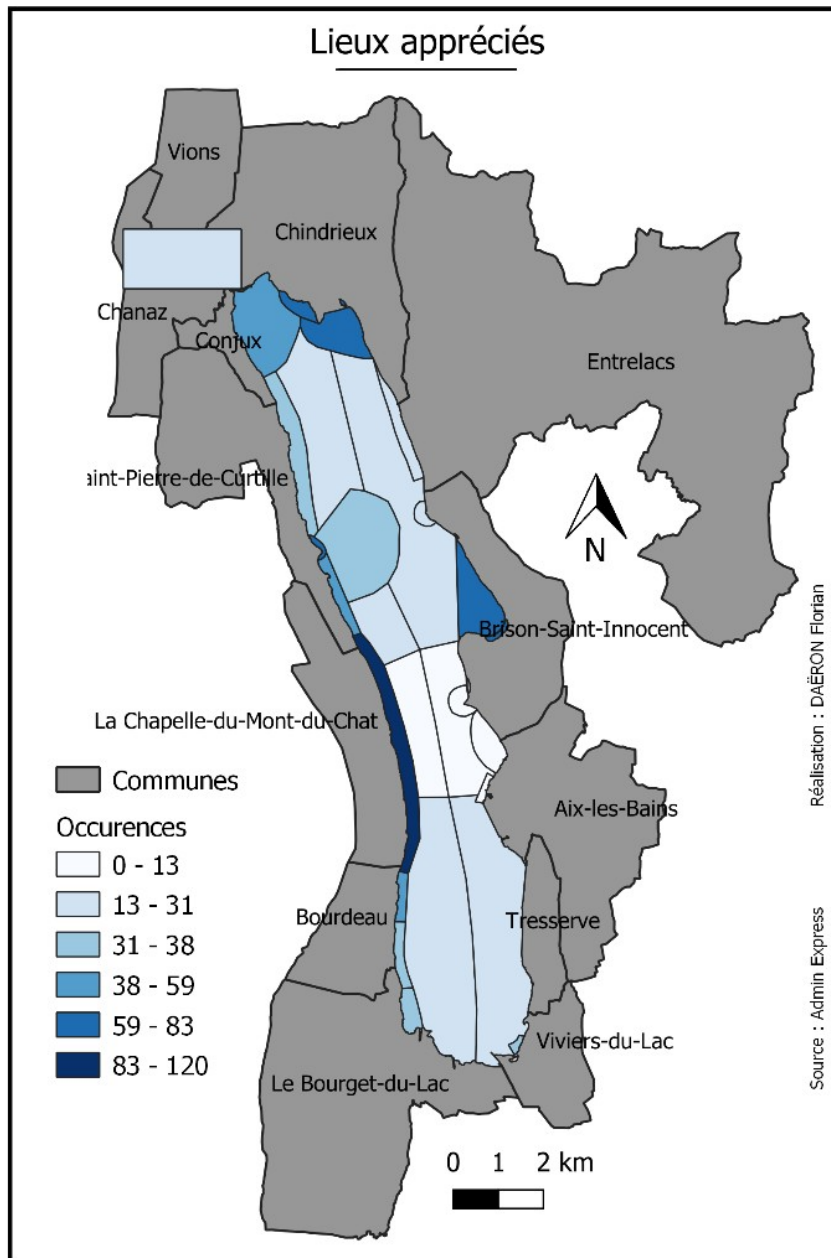 Lieux appréciés
Vions
Chindrieux
Chanaz
Conjux
Entrelacs
aint-Pierre-de-Curtille
N
Brison-Saint-Innocent
La Chapelle-du-Mont-du-Chat
Communes
Aix-les-Bains
Occurences
0 - 13
13 - 31
31 - 38
38 - 59
59 - 83
83 - 120
Bourdeau
Tresserve
Viviers-du-Lac
Le Bourget-du-Lac
0 1 2 km
Réalisation : DAËRON Florian
Source : Admin Express